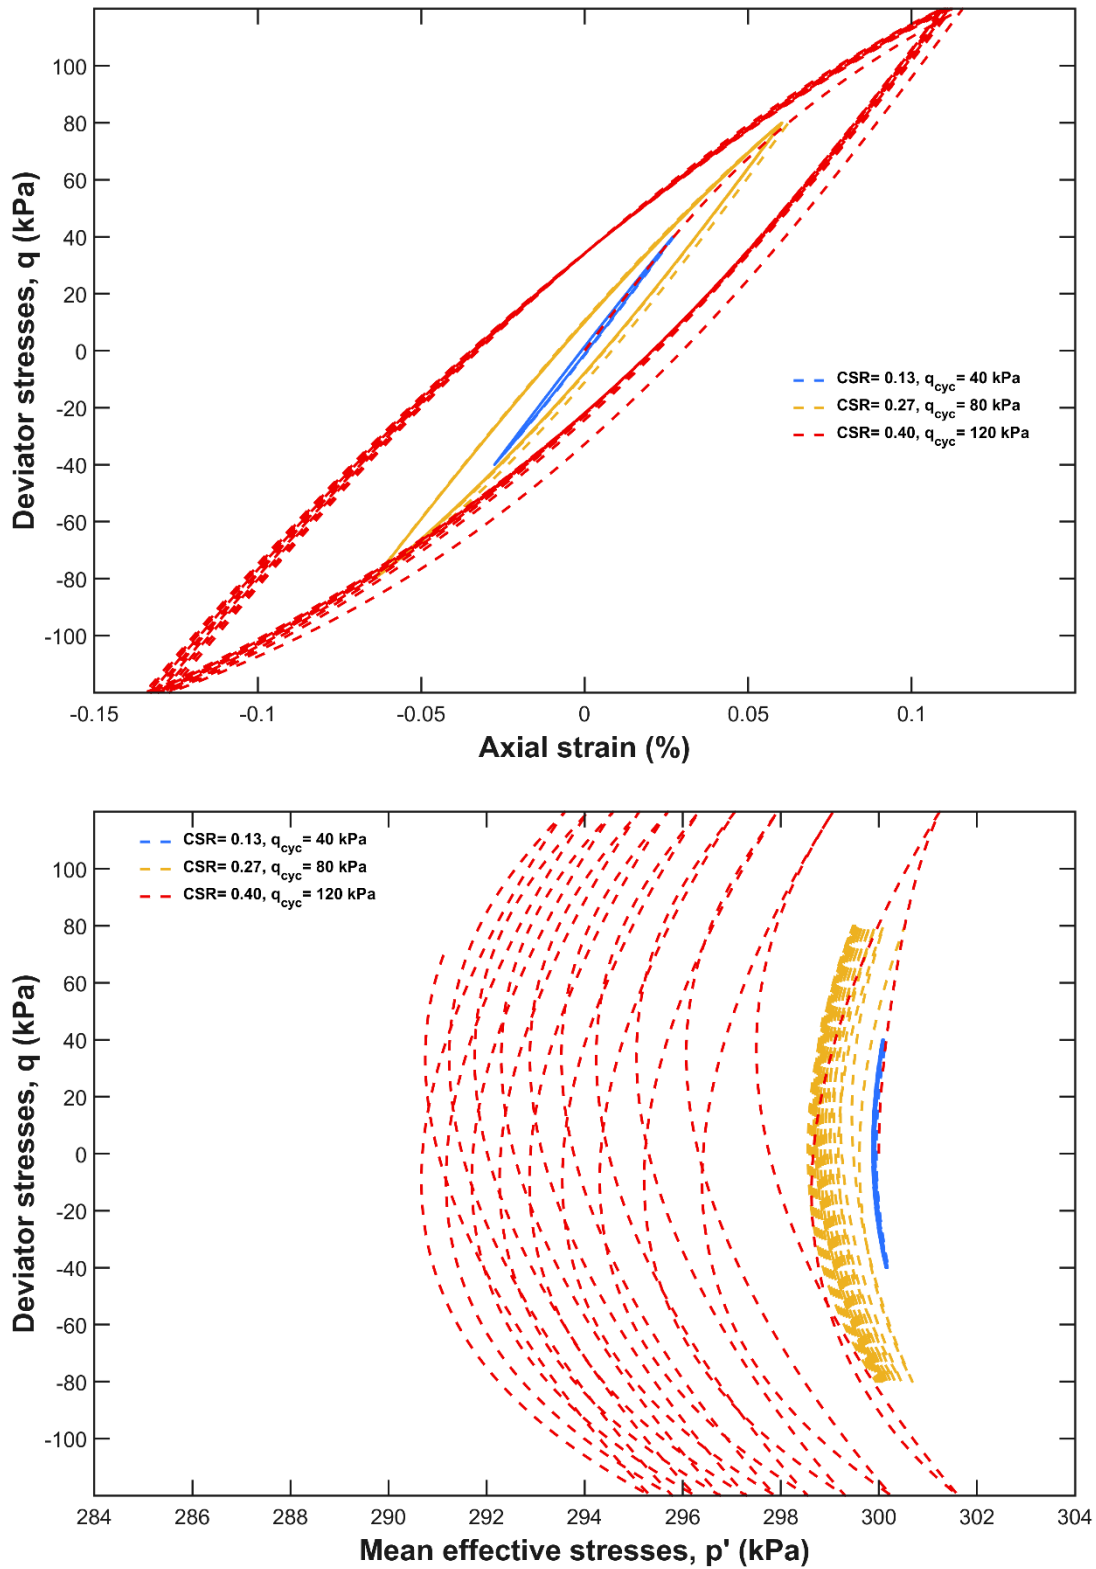 100
80
60
40
20
0
-20
-40
-60
-80
-100
Deviator stresses, q (kPa)
CSR= 0.13, qcyc= 40 kPa
CSR= 0.27, qcyc= 80 kPa
CSR= 0.40, qcyc= 120 kPa
-0.15 -0.1 -0.05 0 0.05 0.1
Axial strain (%)
CSR= 0.13, qcyc= 40 kPa
CSR= 0.27, qcyc= 80 kPa
CSR= 0.40, qcyc= 120 kPa
100
80
60
40
20
0
-20
-40
-60
-80
-100
Deviator stresses, q (kPa)
284 286 288 290 292 294 296 298 300 302 304
Mean effective stresses, p' (kPa)